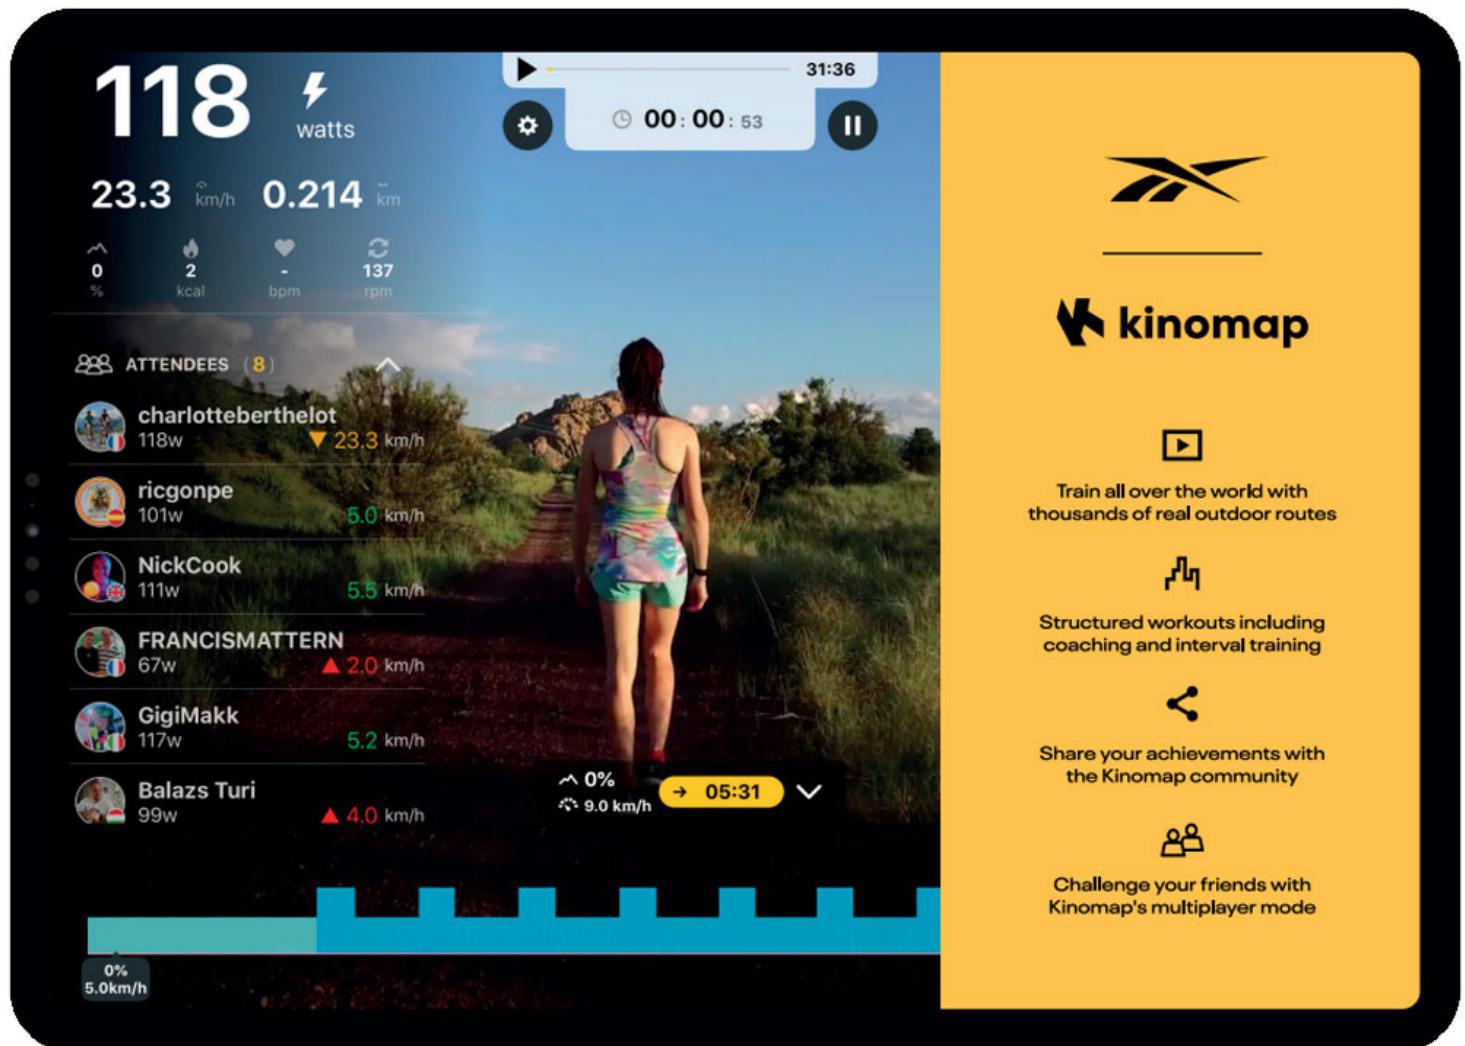 118
watts
23.3 km/h 0.214 km
0 2 - 137
% kcal bpm rpm
31:36
00:00:53
ATTENDEES (8)
charlotteberthelot
118w ▼ 23.3 km/h
ricgonpe
101w 5.0 km/h
NickCook
111w 5.5 km/h
FRANCISMATTERN
67w ▲ 2.0 km/h
GigiMakk
117w 5.2 km/h
Balazs Turi
99w ▲ 4.0 km/h
0%
9.0 km/h
→ 05:31
0%
5.0km/h
kinomap
Train all over the world with
thousands of real outdoor routes
Structured workouts including
coaching and interval training
Share your achievements with
the Kinomap community
Challenge your friends with
Kinomap's multiplayer mode